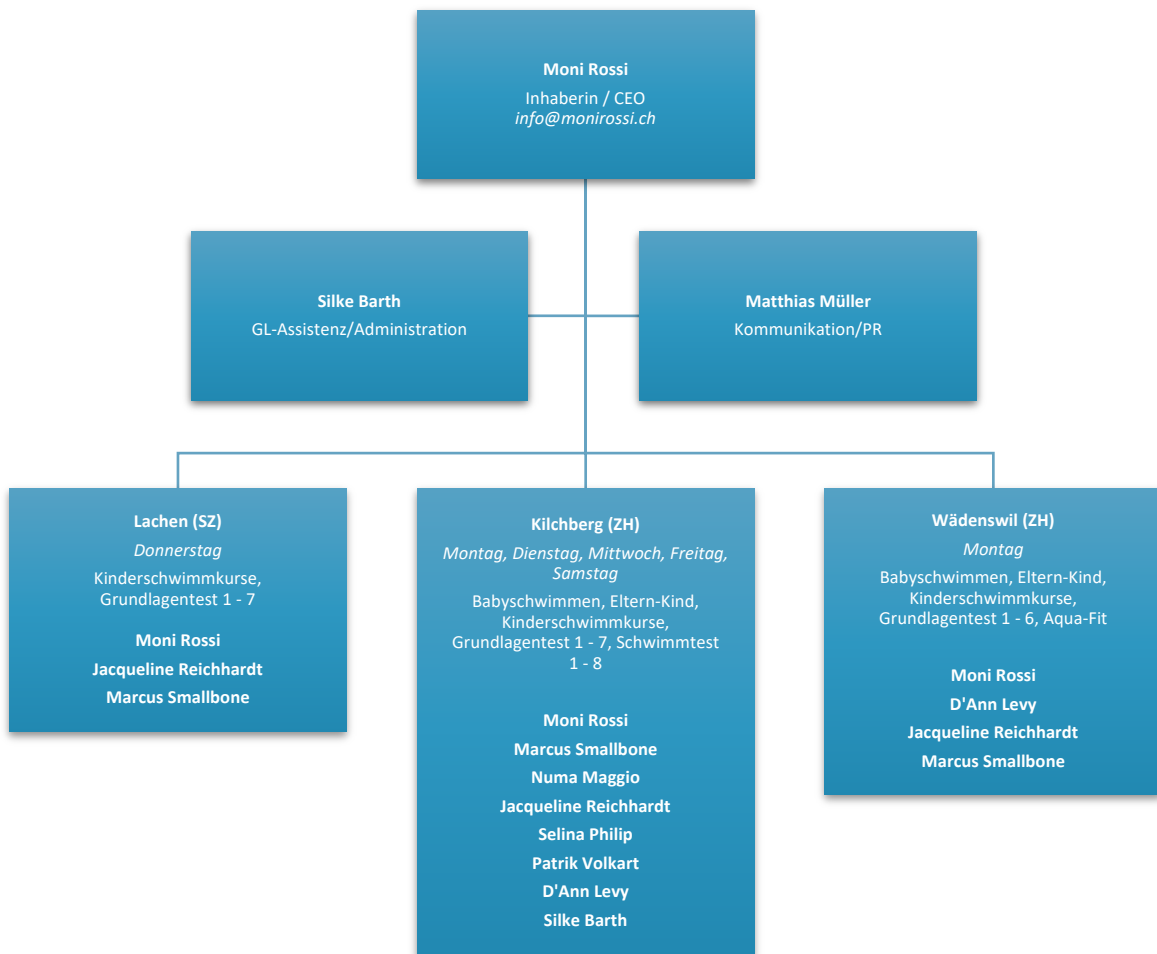 Moni Rossi
Inhaberin / CEO
info@monirossi.ch
Silke Barth
GL-Assistenz/Administration
Matthias Müller
Kommunikation/PR
Lachen (SZ)
Donnerstag
Kinderschwimmkurse,
Grundlagentest 1 - 7
Moni Rossi
Jacqueline Reichhardt
Marcus Smallbone
Kilchberg (ZH)
Montag, Dienstag, Mittwoch, Freitag,
Samstag
Babyschwimmen, Eltern-Kind,
Kinderschwimmkurse,
Grundlagentest 1 - 7, Schwimmtest
1 - 8
Moni Rossi
Marcus Smallbone
Numa Maggio
Jacqueline Reichhardt
Selina Philip
Patrik Volkart
D'Ann Levy
Silke Barth
Wädenswil (ZH)
Montag
Babyschwimmen, Eltern-Kind,
Kinderschwimmkurse,
Grundlagentest 1 - 6, Aqua-Fit
Moni Rossi
D'Ann Levy
Jacqueline Reichhardt
Marcus Smallbone